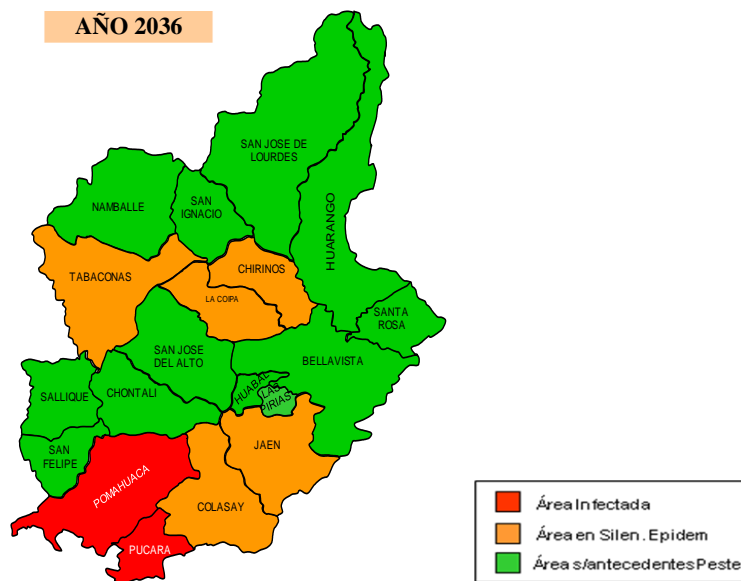 AÑO 2036
SAN JOSE DE
LOURDES
NAMBALLE
SAN
IGNACIO
HUARANGO
TABACONAS
CHIRINOS
LA COIPA
SANTA
ROSA
SAN JOSE
DEL ALTO
BELLAVISTA
HUABAL
LAS
PIRIAS
SALLIQUE
CHONTALI
SAN
FELIPE
JAEN
POMAHUACA
COLASAY
PUCARA
Área Infectada
Área en Silen. Epidem
Área s/antecedentes Peste